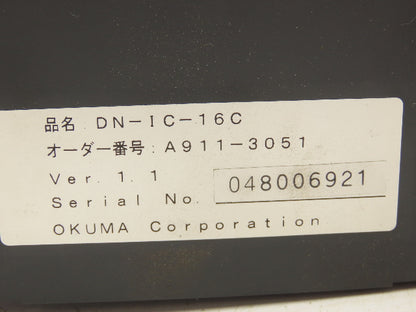 品名 DN-IC-16C
オーダー番号 A911-3051
Ver. 1.1
Serial No. 048006921
OKUMA Corporation